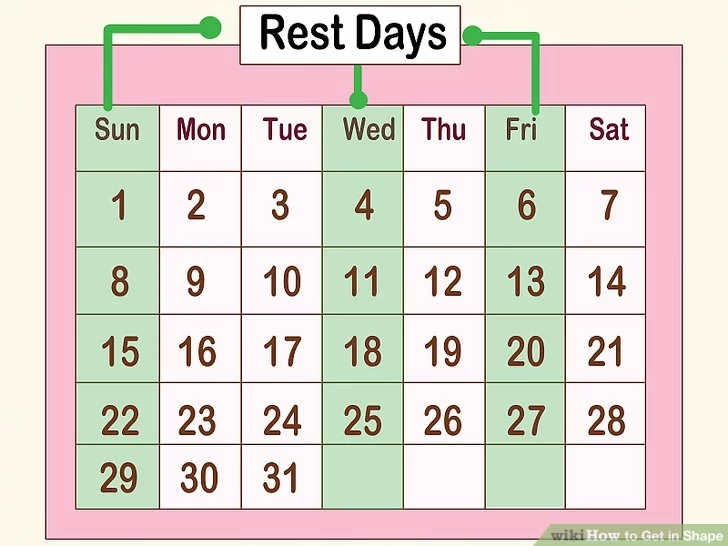 Rest Days
Sun Mon Tue Wed Thu Fri Sat
1 2 3 4 5 6 7
8 9 10 11 12 13 14
15 16 17 18 19 20 21
22 23 24 25 26 27 28
29 30 31
wikiHow to Get in Shape